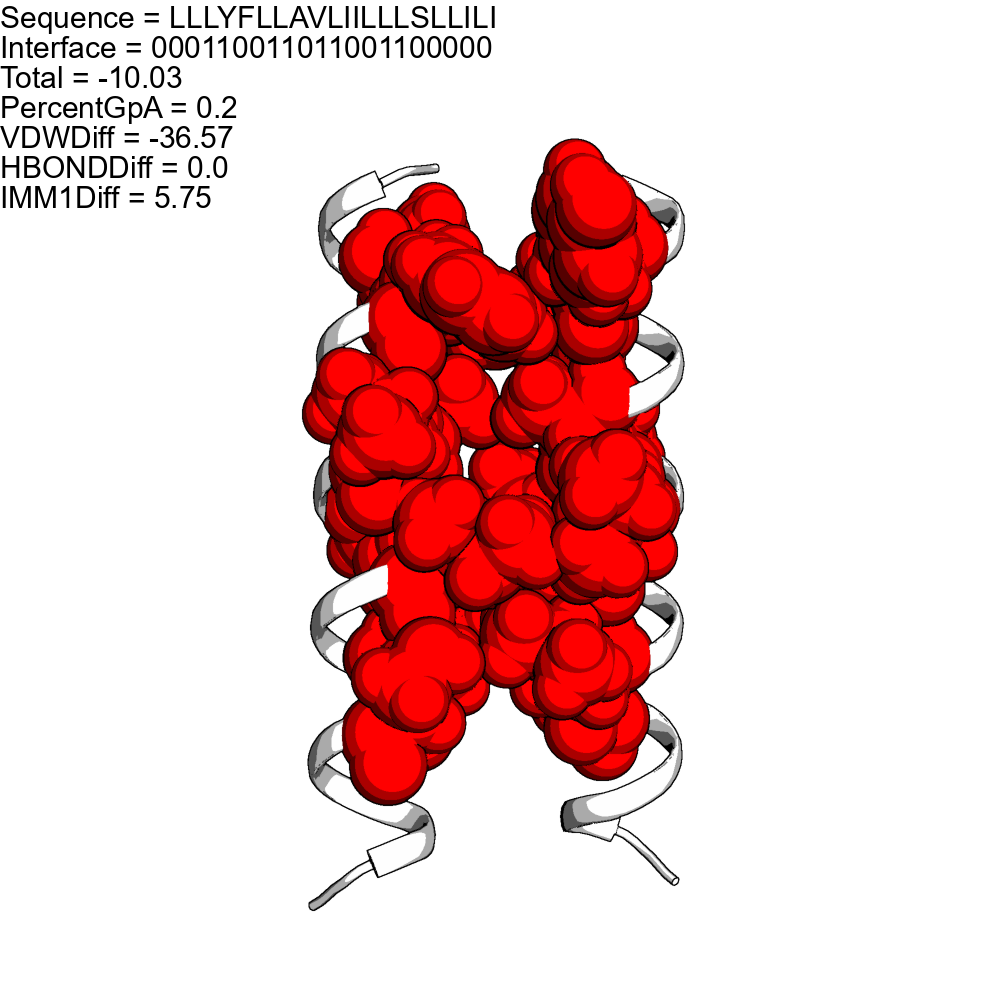 Sequence = LLLYFLLAVLIILLLSLLILI
Interface = 000110011011001100000
Total = -10.03
PercentGpA = 0.2
VDWDiff = -36.57
HBONDDiff = 0.0
IMM1Diff = 5.75